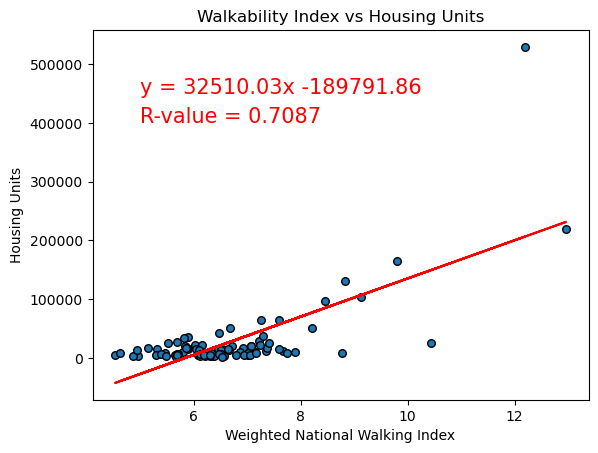 Walkability Index vs Housing Units
y = 32510.03x -189791.86
R-value = 0.7087
Housing Units
500000
400000
300000
200000
100000
0
6 8 10 12
Weighted National Walking Index